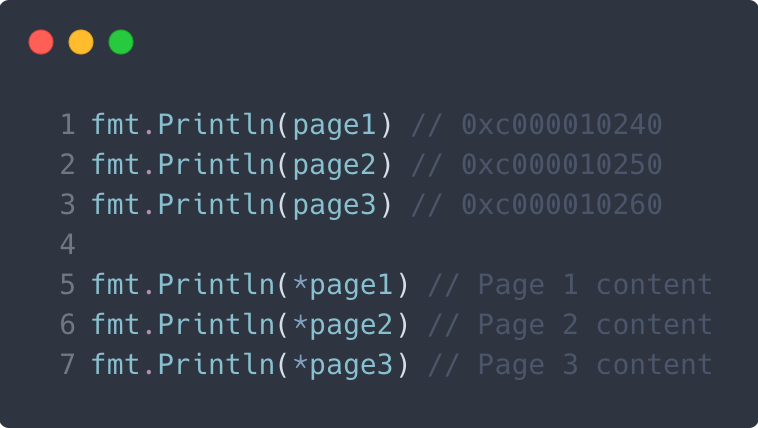 1 fmt.Println(page1) // 0xc000010240
2 fmt.Println(page2) // 0xc000010250
3 fmt.Println(page3) // 0xc000010260
4
5 fmt.Println(*page1) // Page 1 content
6 fmt.Println(*page2) // Page 2 content
7 fmt.Println(*page3) // Page 3 content